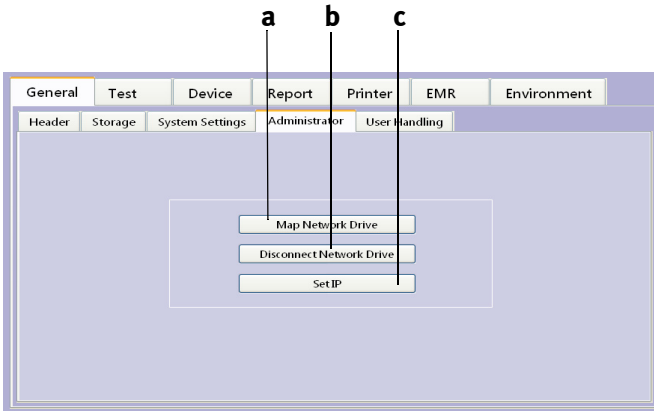 a b c
General Test Device Report Printer EMR Environment
Header Storage System Settings Administrator User Handling
Map Network Drive
Disconnect Network Drive
Set IP